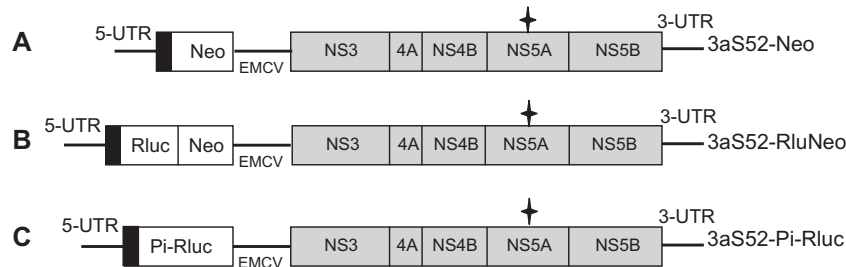 A 5-UTR Neo EMCV NS3 4A NS4B NS5A NS5B 3-UTR 3aS52-Neo
B 5-UTR Rluc Neo EMCV NS3 4A NS4B NS5A NS5B 3-UTR 3aS52-RluNeo
C 5-UTR Pi-Rluc EMCV NS3 4A NS4B NS5A NS5B 3-UTR 3aS52-Pi-Rluc